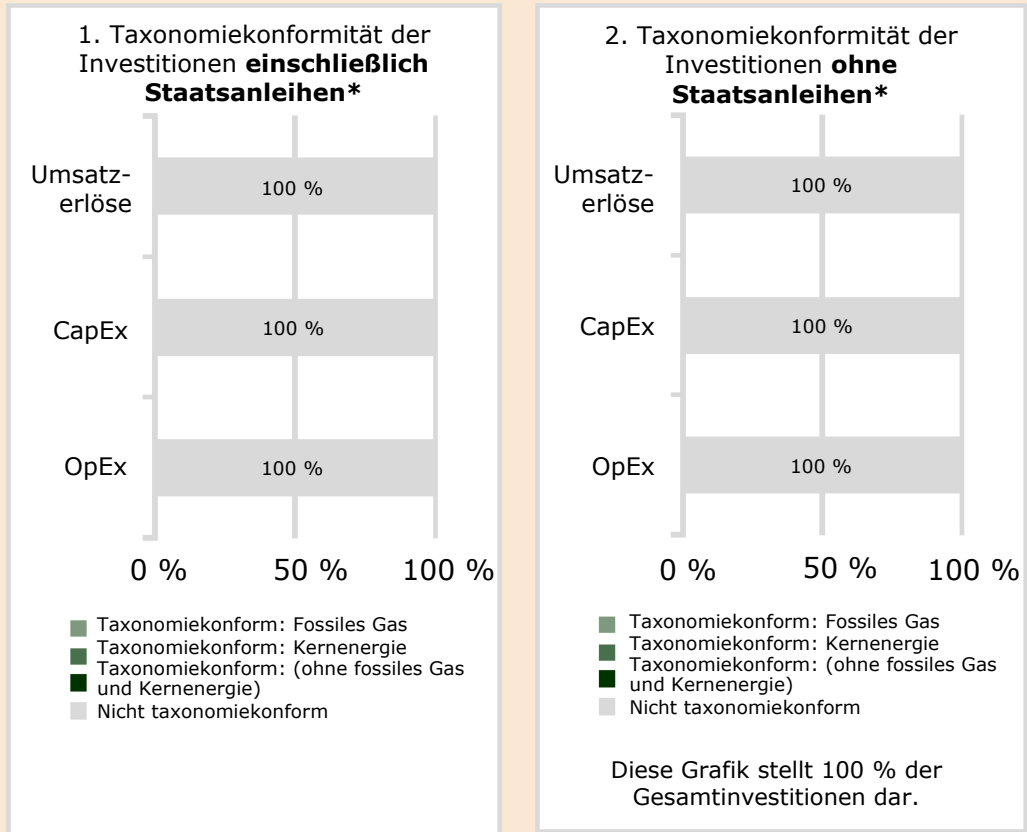 1. Taxonomiekonformität der
Investitionen einschließlich
Staatsanleihen*
Umsatz-
erlöse
100 %
CapEx
100 %
OpEx
100 %
0 % 50 % 100 %
Taxonomiekonform: Fossiles Gas
Taxonomiekonform: Kernenergie
Taxonomiekonform: (ohne fossiles Gas
und Kernenergie)
Nicht taxonomiekonform
2. Taxonomiekonformität der
Investitionen ohne
Staatsanleihen*
Umsatz-
erlöse
100 %
CapEx
100 %
OpEx
100 %
0 % 50 % 100 %
Taxonomiekonform: Fossiles Gas
Taxonomiekonform: Kernenergie
Taxonomiekonform: (ohne fossiles Gas
und Kernenergie)
Nicht taxonomiekonform
Diese Grafik stellt 100 % der
Gesamtinvestitionen dar.